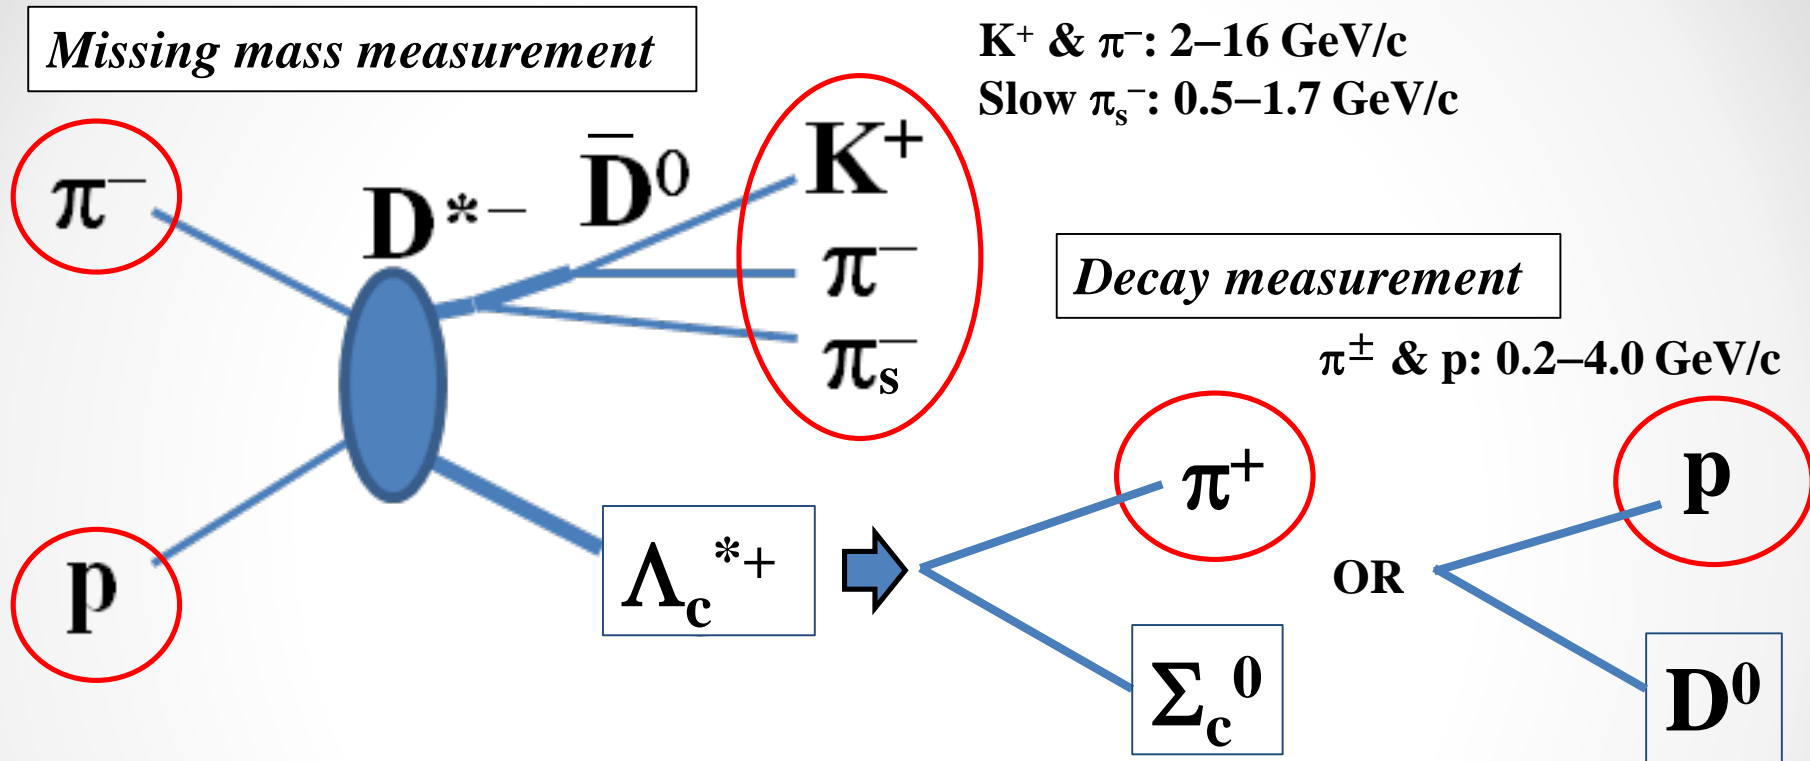 Missing mass measurement
K⁺ & π⁻: 2–16 GeV/c
Slow πₛ⁻: 0.5–1.7 GeV/c
π⁻
D*⁻
D̅⁰
K⁺
π⁻
πₛ⁻
Decay measurement
π± & p: 0.2–4.0 GeV/c
p
Λc*⁺
π⁺
Σc⁰
OR
p
D⁰